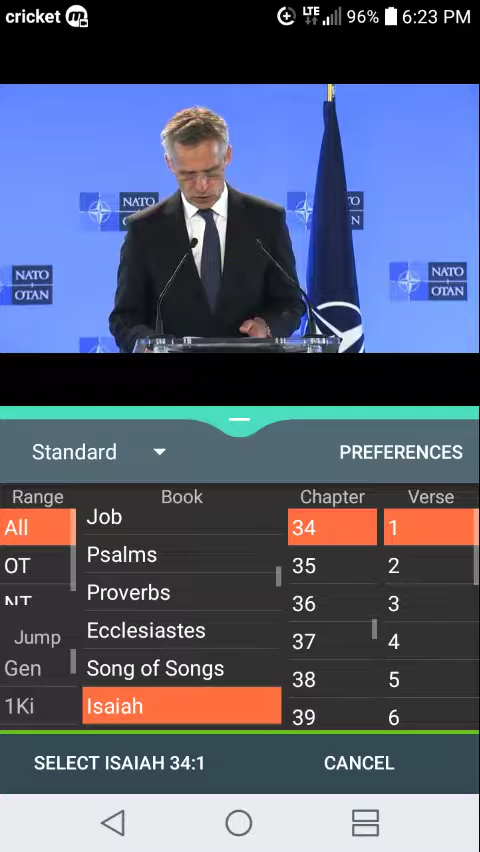 cricket LTE 96% 6:23 PM
NATO
OTAN
NATO
NATO
OTAN
NATO
OTAN
Standard PREFERENCES
Range Book Chapter Verse
All Job 34 1
OT Psalms 35 2
NT Proverbs 36 3
Jump Ecclesiastes 37 4
Gen Song of Songs 38 5
1Ki Isaiah 39 6
SELECT ISAIAH 34:1 CANCEL